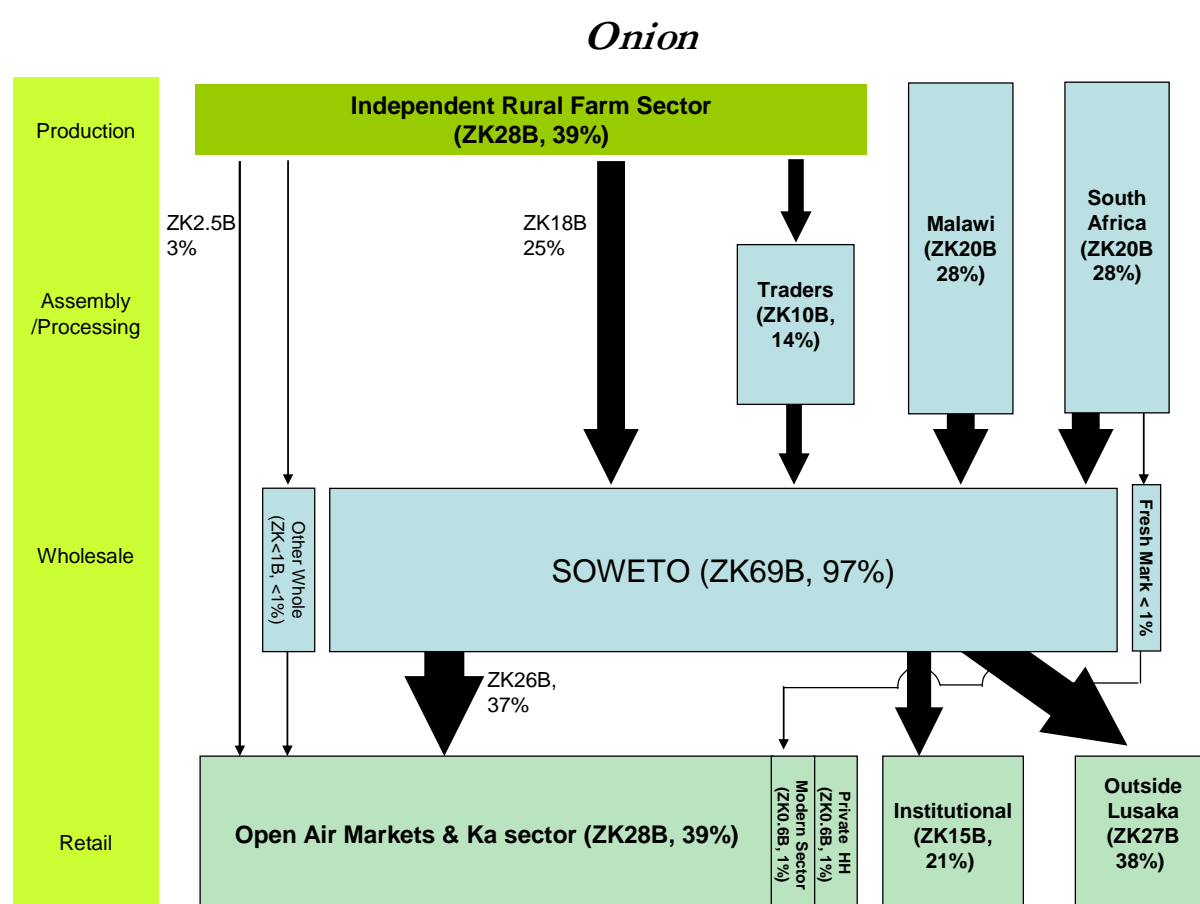 Onion
Production
Independent Rural Farm Sector
(ZK28B, 39%)
Malawi
(ZK20B
28%)
South
Africa
(ZK20B
28%)
ZK2.5B
3%
ZK18B
25%
Assembly
/Processing
Traders
(ZK10B,
14%)
Wholesale
Other Whole
(ZK<1B, <1%)
SOWETO (ZK69B, 97%)
Fresh Mark < 1%
ZK26B,
37%
Retail
Open Air Markets & Ka sector (ZK28B, 39%)
Modern Sector
(ZK0.6B, 1%)
Private HH
(ZK0.6B, 1%)
Institutional
(ZK15B,
21%)
Outside
Lusaka
(ZK27B
38%)